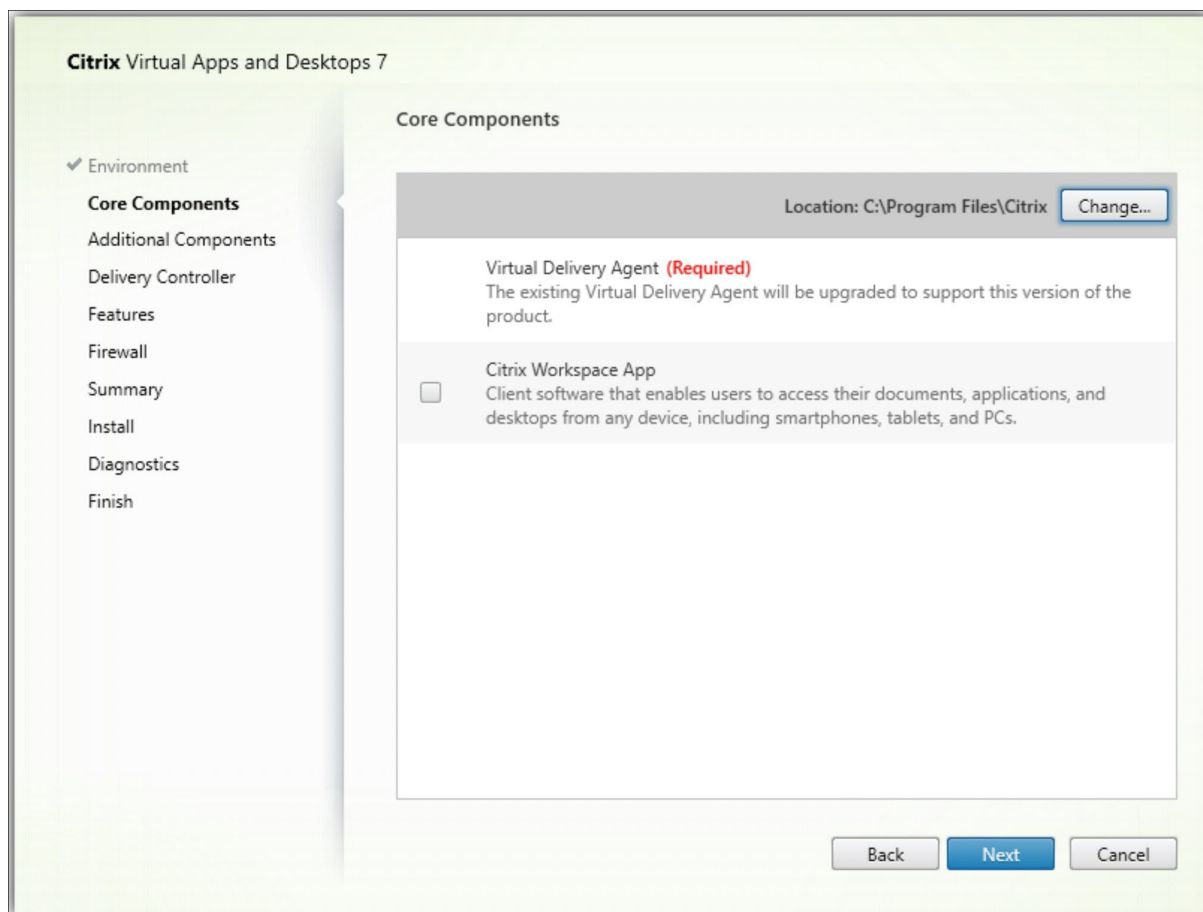 Citrix Virtual Apps and Desktops 7
Core Components
Environment
Core Components
Additional Components
Delivery Controller
Features
Firewall
Summary
Install
Diagnostics
Finish
Location: C:\Program Files\Citrix
Change...
Virtual Delivery Agent (Required)
The existing Virtual Delivery Agent will be upgraded to support this version of the
product.
Citrix Workspace App
Client software that enables users to access their documents, applications, and
desktops from any device, including smartphones, tablets, and PCs.
Back
Next
Cancel